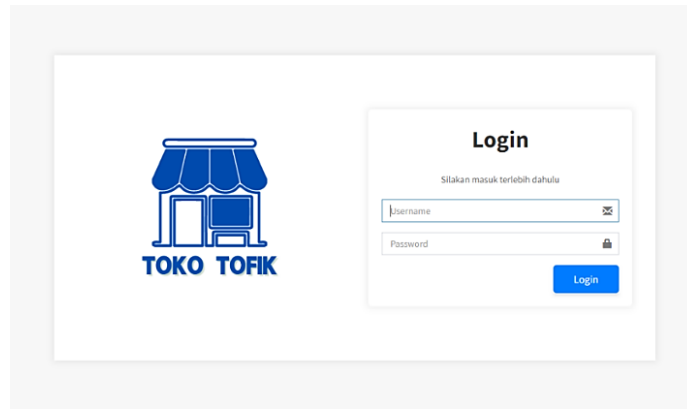 TOKO TOFIK
Login
Silakan masuk terlebih dahulu
Username
Password
Login